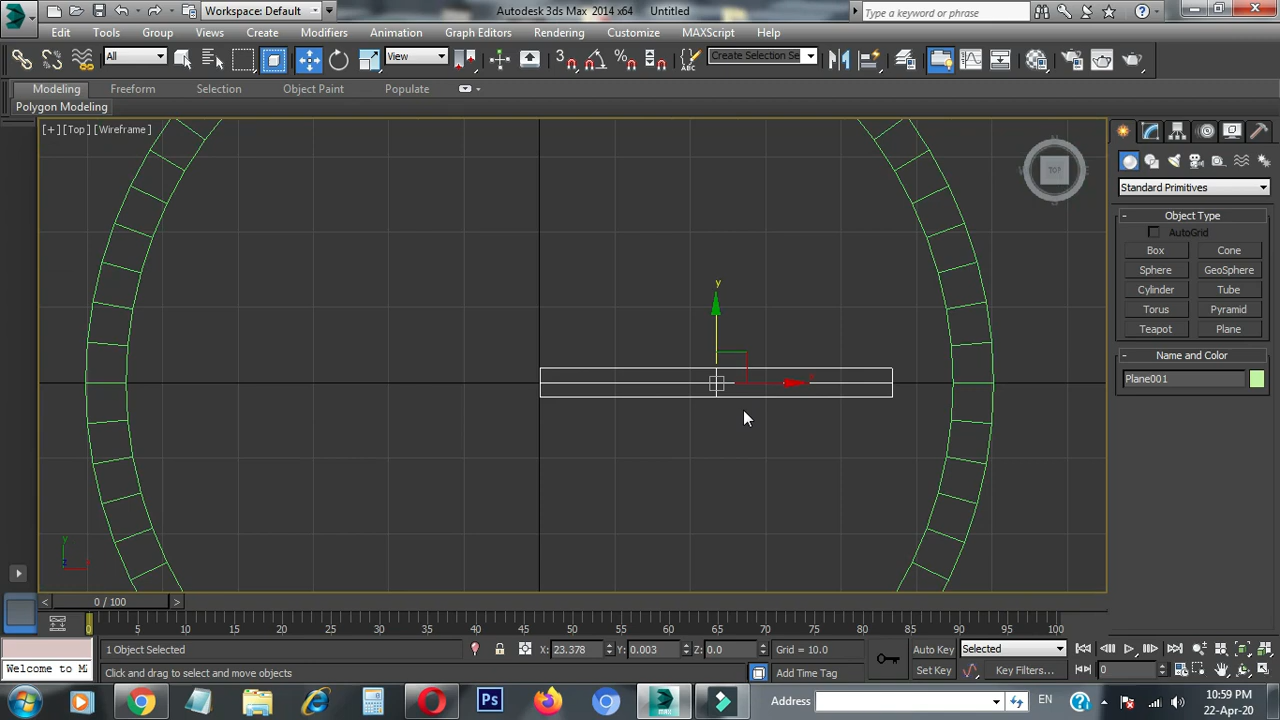 Workspace: Default
Autodesk 3ds Max 2014 x64 Untitled
Type a keyword or phrase
Edit Tools Group Views Create Modifiers Animation Graph Editors Rendering Customize MAXScript Help
All
View
Create Selection Se
Modeling Freeform Selection Object Paint Populate
Polygon Modeling
[+] [Top] [Wireframe]
TOP
Standard Primitives
- Object Type
AutoGrid
Box Cone
Sphere GeoSphere
Cylinder Tube
Torus Pyramid
Teapot Plane
- Name and Color
Plane001
y
x
y
0 / 100
0 5 10 15 20 25 30 35 40 45 50 55 60 65 70 75 80 85 90 95 100
1 Object Selected
X: 23.378 Y: 0.003 Z: 0.0 Grid = 10.0
Auto Key Selected
Welcome to M
Click and drag to select and move objects
Add Time Tag
Set Key Key Filters...
0
Ps
Address
EN
10:59 PM
22-Apr-20